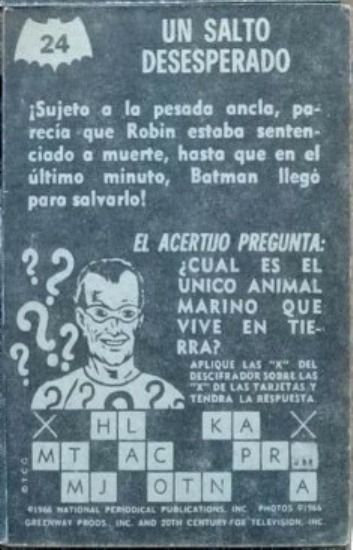 24
UN SALTO
DESESPERADO
¡Sujeto a la pesada ancla, pa-
recía que Robin estaba senten-
ciado a muerte, hasta que en el
último minuto, Batman llegó
para salvarlo!
EL ACERTIJO PREGUNTA:
¿CUAL ES EL
UNICO ANIMAL
MARINO QUE
VIVE EN TIE-
RRA?
APLIQUE LAS "X" DEL
DESCIFRADOR SOBRE LAS
"X" DE LAS TARJETAS Y
TENDRA LA RESPUESTA
X HL KA X
MT AC PR
MJ OTN A
© T.C.G.
©1966 NATIONAL PERIODICAL PUBLICATIONS, INC. PHOTOS ©1966
GREENWAY PRODS., INC. AND 20TH CENTURY-FOX TELEVISION, INC.